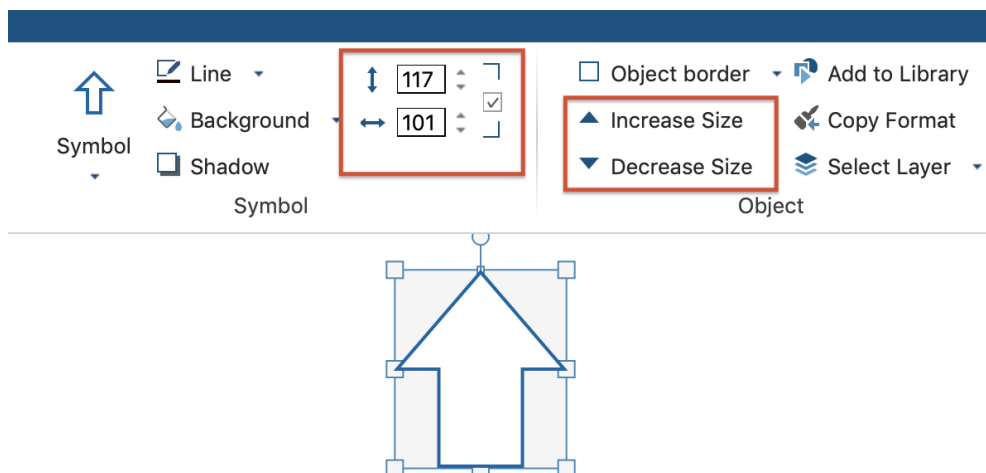 Symbol
Line
Background
Shadow
117
101
Symbol
Object border
Increase Size
Decrease Size
Add to Library
Copy Format
Select Layer
Object